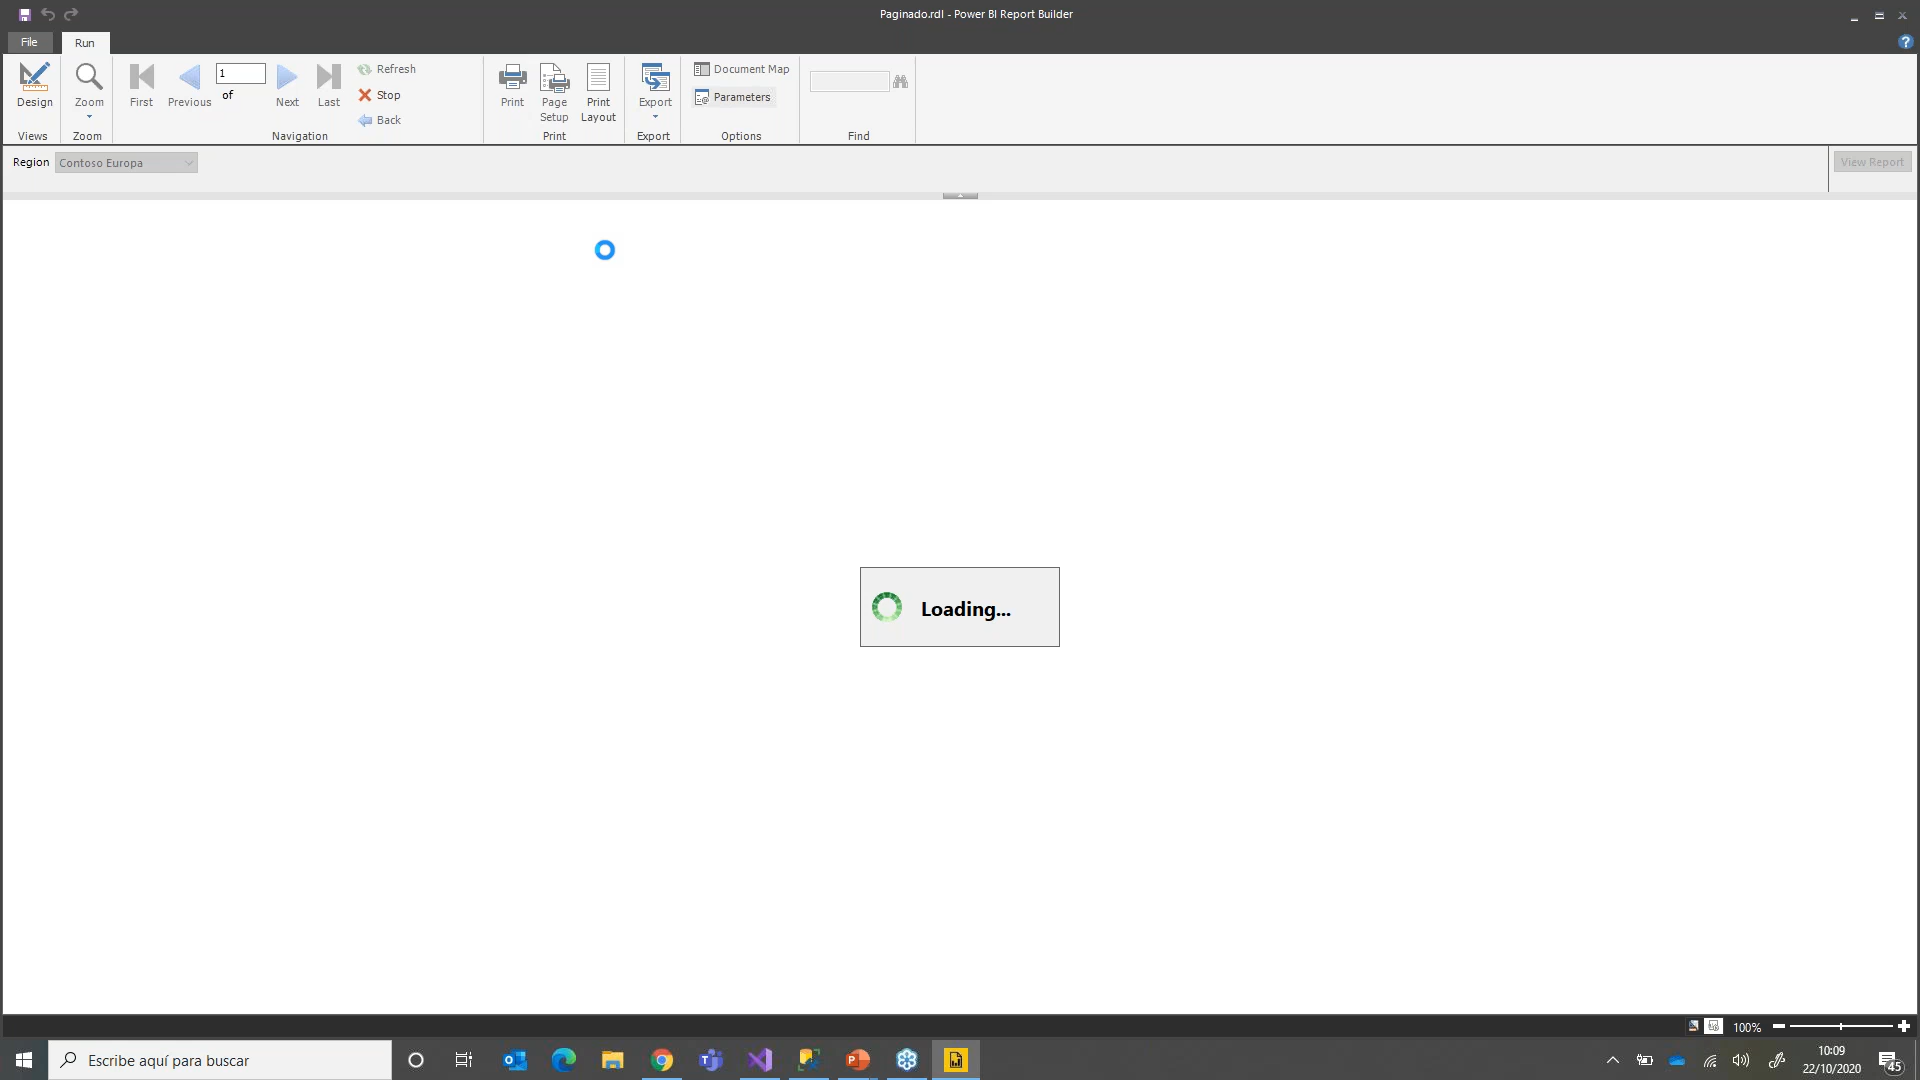 Paginado.rdl - Power BI Report Builder
File
Run
?
Design
Views
Zoom
Zoom
First
Previous
1
of
Next
Last
Refresh
Stop
Back
Navigation
Print
Page
Setup
Print
Layout
Print
Export
Export
Document Map
Parameters
Options
Find
Region
Contoso Europa
View Report
Loading...
100%
Escribe aquí para buscar
10:09
22/10/2020
45